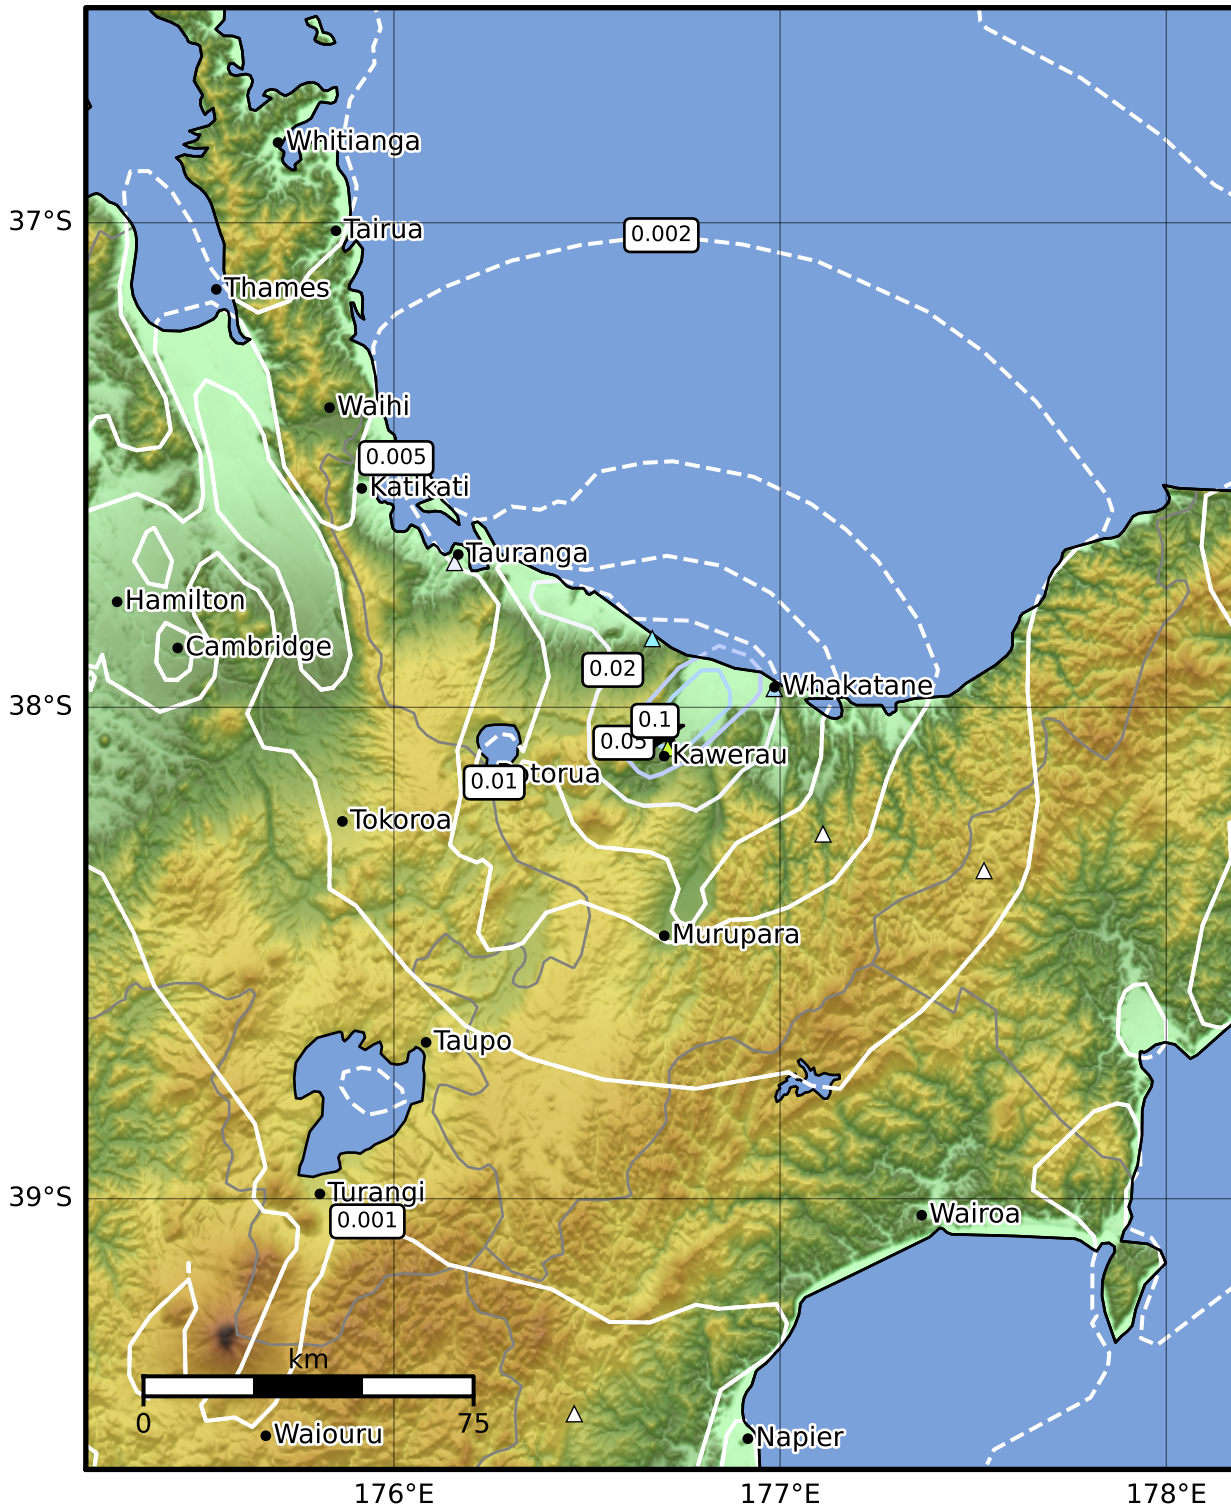 Whitianga
37°S
Tairua
0.002
Thames
Waihi
0.005
Katikati
Tauranga
Hamilton
Cambridge
0.02
38°S
Whakatane
0.1
0.05
Kawerau
torua
0.01
Tokoroa
Murupara
Taupo
39°S
Turangi
0.001
Wairoa
km
0
75
Waiouru
Napier
176°E
177°E
178°E